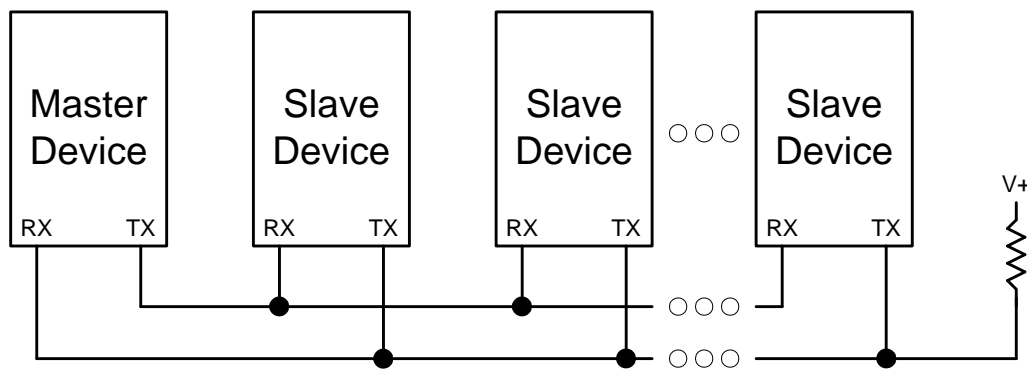 Master Device
Slave Device
Slave Device
Slave Device
V+
RX TX
RX TX
RX TX
RX TX